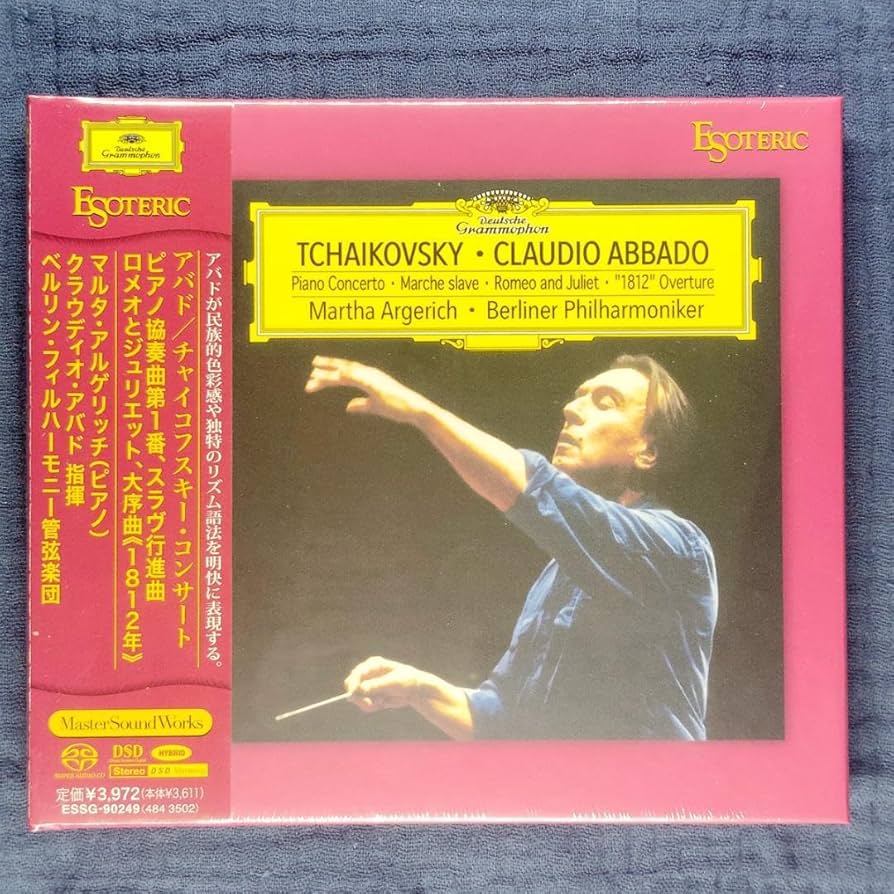 Deutsche
Grammophon
ESOTERIC
アバドが民族的色彩感や独特のリズム語法を明快に表現する。
アバド／チャイコフスキー・コンサート
ピアノ協奏曲第1番、スラヴ行進曲
ロメオとジュリエット、大序曲《1812年》
マルタ・アルゲリッチ(ピアノ)
クラウディオ・アバド 指揮
ベルリン・フィルハーモニー管弦楽団
MasterSoundWorks
SUPER AUDIO CD
DSD
HYBRID
Stereo
DSD
定価¥3,972(本体¥3,611)
ESSG-90249(484 3502)
ESOTERIC
Deutsche
Grammophon
TCHAIKOVSKY • CLAUDIO ABBADO
Piano Concerto • Marche slave • Romeo and Juliet • "1812" Overture
Martha Argerich • Berliner Philharmoniker